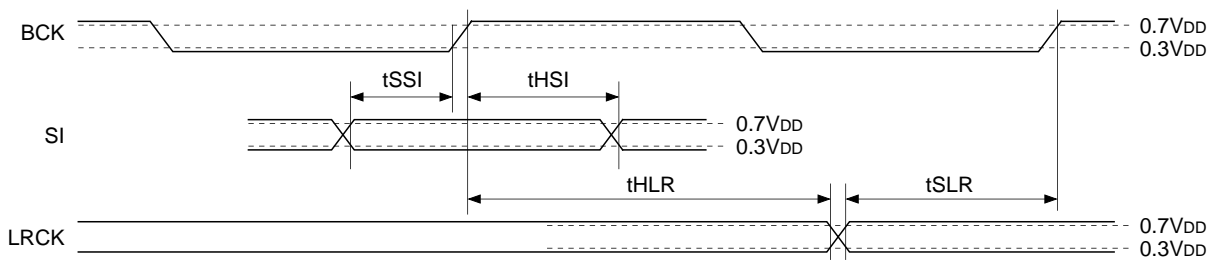 BCK
0.7VDD
0.3VDD
tSSI
tHSI
SI
0.7VDD
0.3VDD
tHLR
tSLR
LRCK
0.7VDD
0.3VDD